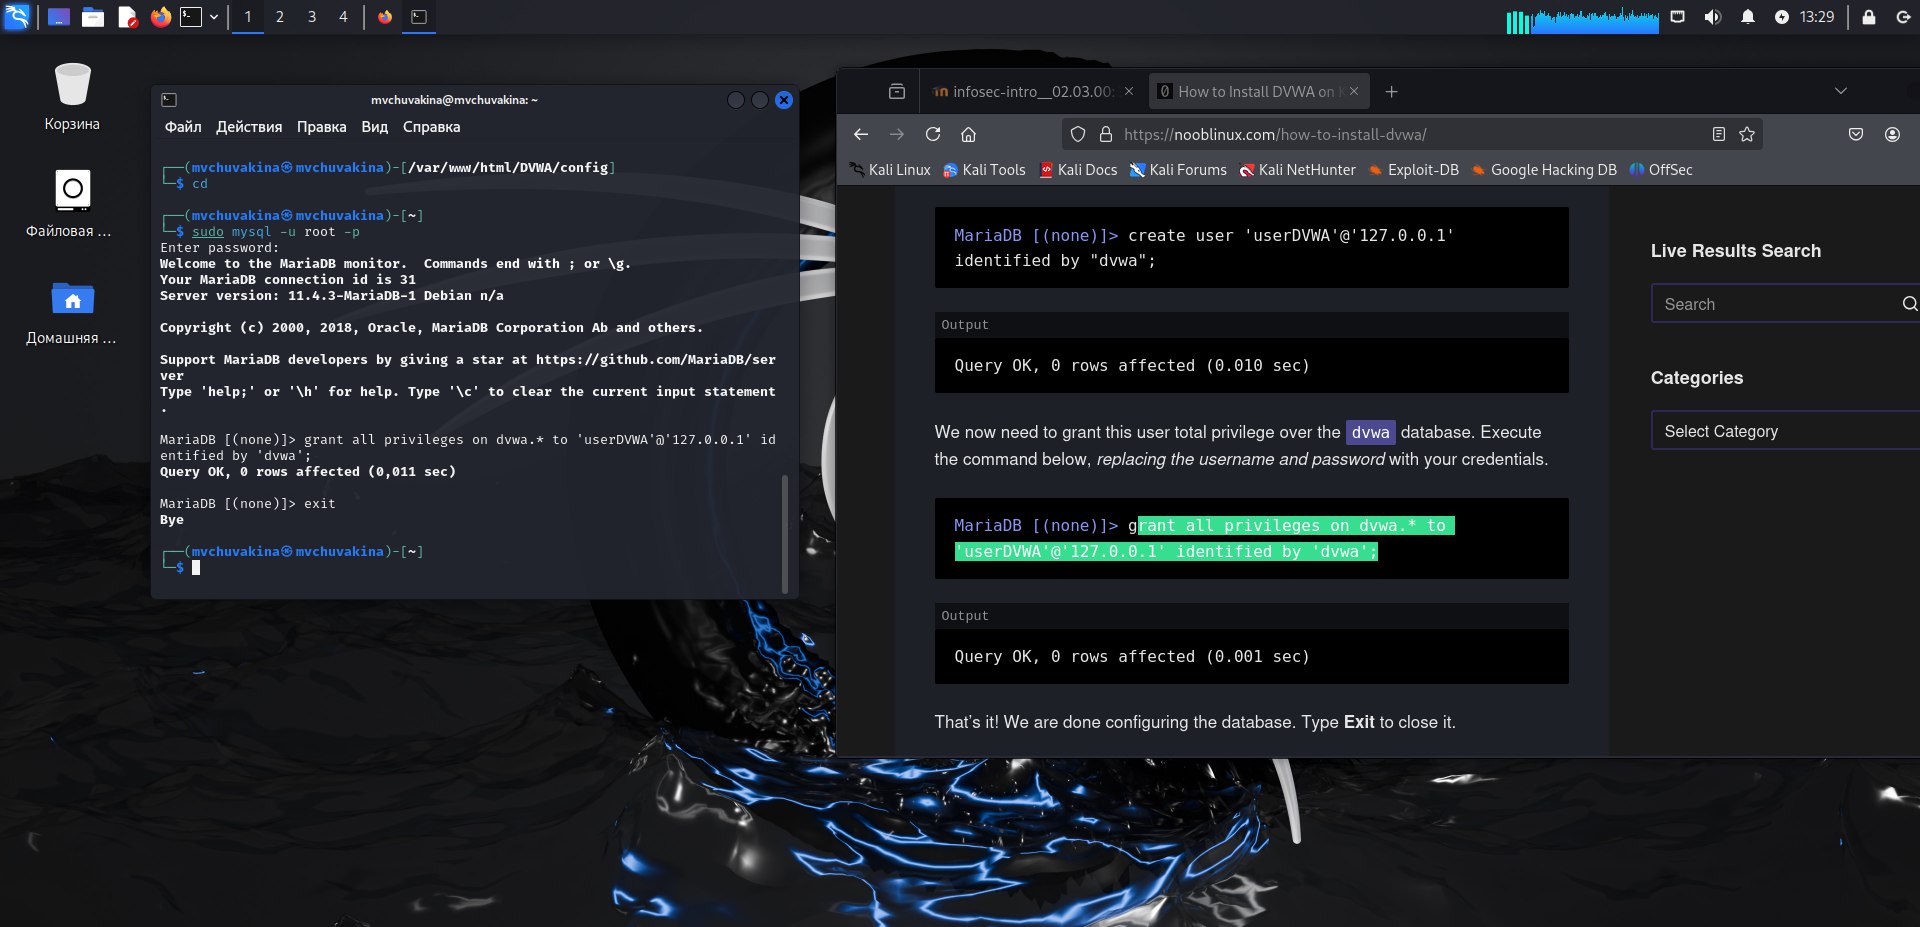 1 2 3 4
13:29
Корзина
Файловая ...
Домашняя ...
mvchuvakina@mvchuvakina: ~
Файл Действия Правка Вид Справка
┌──(mvchuvakina㉿mvchuvakina)-[/var/www/html/DVWA/config]
└─$ cd
┌──(mvchuvakina㉿mvchuvakina)-[~]
└─$ sudo mysql -u root -p
Enter password:
Welcome to the MariaDB monitor.  Commands end with ; or \g.
Your MariaDB connection id is 31
Server version: 11.4.3-MariaDB-1 Debian n/a
Copyright (c) 2000, 2018, Oracle, MariaDB Corporation Ab and others.
Support MariaDB developers by giving a star at https://github.com/MariaDB/ser
ver
Type 'help;' or '\h' for help. Type '\c' to clear the current input statement
.
MariaDB [(none)]> grant all privileges on dvwa.* to 'userDVWA'@'127.0.0.1' id
entified by 'dvwa';
Query OK, 0 rows affected (0,011 sec)
MariaDB [(none)]> exit
Bye
┌──(mvchuvakina㉿mvchuvakina)-[~]
└─$
infosec-intro__02.03.00:
How to Install DVWA on K
https://nooblinux.com/how-to-install-dvwa/
Kali Linux Kali Tools Kali Docs Kali Forums Kali NetHunter Exploit-DB Google Hacking DB OffSec
MariaDB [(none)]> create user 'userDVWA'@'127.0.0.1'
identified by "dvwa";
Output
Query OK, 0 rows affected (0.010 sec)
We now need to grant this user total privilege over the dvwa database. Execute
the command below, replacing the username and password with your credentials.
MariaDB [(none)]> grant all privileges on dvwa.* to
'userDVWA'@'127.0.0.1' identified by 'dvwa';
Output
Query OK, 0 rows affected (0.001 sec)
That's it! We are done configuring the database. Type Exit to close it.
Live Results Search
Search
Categories
Select Category